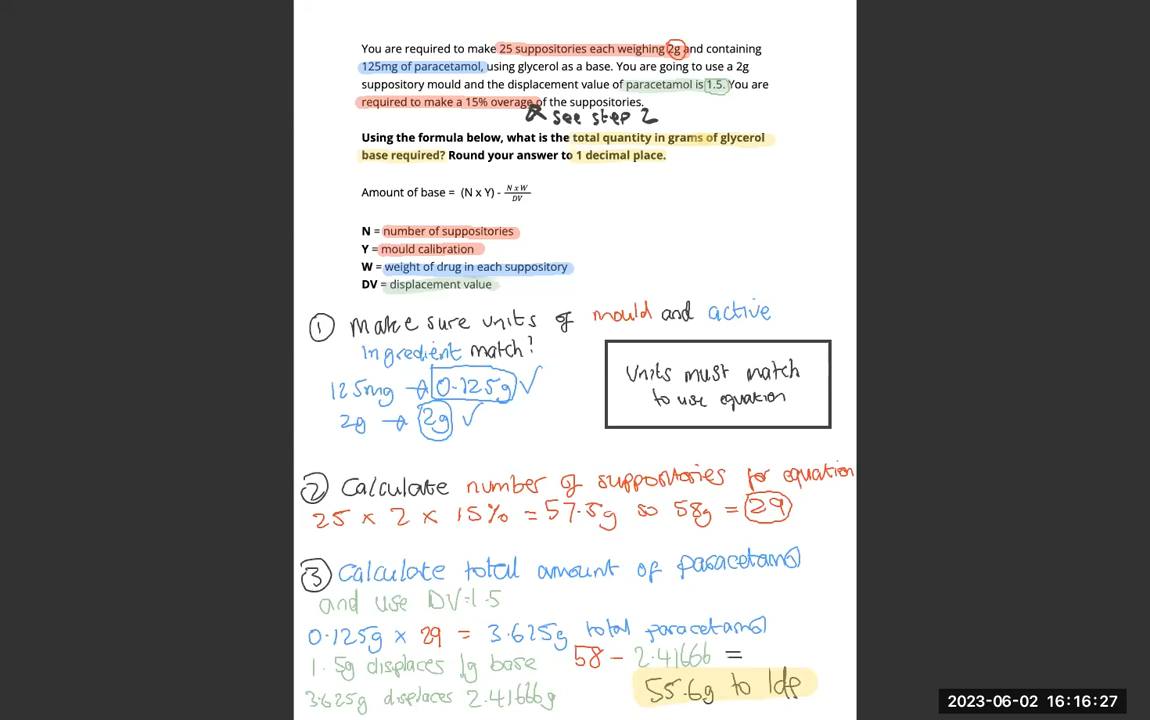 You are required to make 25 suppositories each weighing 2g and containing
125mg of paracetamol, using glycerol as a base. You are going to use a 2g
suppository mould and the displacement value of paracetamol is 1.5. You are
required to make a 15% overage of the suppositories.
see step 2
Using the formula below, what is the total quantity in grams of glycerol
base required? Round your answer to 1 decimal place.
Amount of base = (N x Y) - N x W / DV
N = number of suppositories
Y = mould calibration
W = weight of drug in each suppository
DV = displacement value
① Make sure units of mould and active
Ingredient match!
125mg → 0.125g ✓
2g → 2g ✓
Units must match
to use equation
② Calculate number of suppositories for equation
25 x 2 x 15% = 57.5g so 58g = 29
③ Calculate total amount of paracetamol
and use DV=1.5
0.125g x 29 = 3.625g total paracetamol
1.5g displaces 1g base
58 - 2.41666 =
3.625g displaces 2.41666g
55.6g to 1dp
2023-06-02 16:16:27